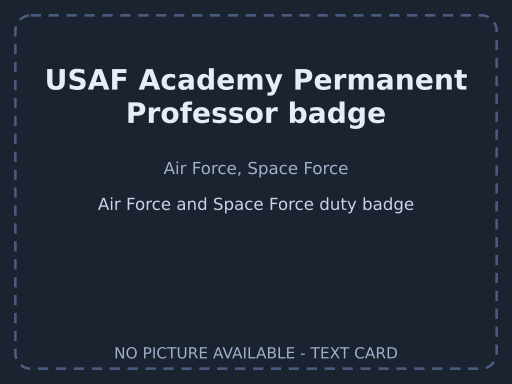 USAF Academy Permanent
Professor badge
Air Force, Space Force
Air Force and Space Force duty badge
NO PICTURE AVAILABLE - TEXT CARD